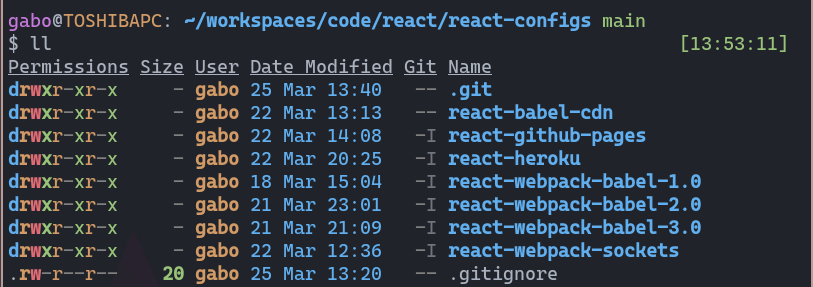 gabo@TOSHIBAPC: ~/workspaces/code/react/react-configs main
$ ll [13:53:11]
Permissions Size User Date Modified Git Name
drwxr-xr-x - gabo 25 Mar 13:40 -- .git
drwxr-xr-x - gabo 22 Mar 13:13 -- react-babel-cdn
drwxr-xr-x - gabo 22 Mar 14:08 -I react-github-pages
drwxr-xr-x - gabo 22 Mar 20:25 -I react-heroku
drwxr-xr-x - gabo 18 Mar 15:04 -I react-webpack-babel-1.0
drwxr-xr-x - gabo 21 Mar 23:01 -I react-webpack-babel-2.0
drwxr-xr-x - gabo 21 Mar 21:09 -I react-webpack-babel-3.0
drwxr-xr-x - gabo 22 Mar 12:36 -I react-webpack-sockets
.rw-r--r-- 20 gabo 25 Mar 13:20 -- .gitignore